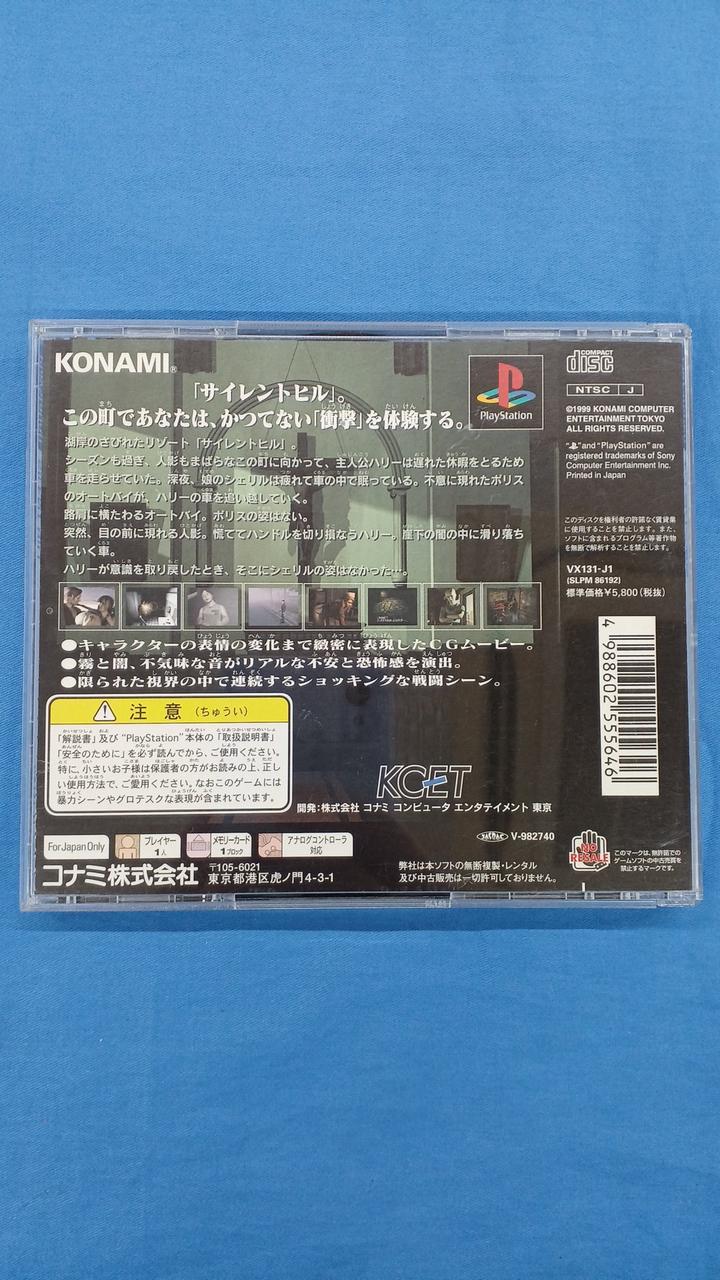 KONAMI®
「サイレントヒル」。
この町であなたは、かつてない「衝撃」を体験する。
湖岸のさびれたリゾート「サイレントヒル」。
シーズンも過ぎ、人影もまばらなこの町に向かって、主人公ハリーは遅れた休暇をとるため
車を走らせていた。深夜、娘のシェリルは疲れて車の中で眠っている。不意に現れたポリス
のオートバイが、ハリーの車を追い越していく。
路肩に横たわるオートバイ。ポリスの姿はない。
突然、目の前に現れる人影。慌ててハンドルを切り損なうハリー。崖下の闇の中に滑り落ち
ていく車。
ハリーが意識を取り戻したとき、そこにシェリルの姿はなかった…。
●キャラクターの表情の変化まで緻密に表現したCGムービー。
●霧と闇、不気味な音がリアルな不安と恐怖感を演出。
●限られた視界の中で連続するショッキングな戦闘シーン。
注意（ちゅうい）
「解説書」及び“PlayStation”本体の「取扱説明書」
「安全のために」を必ず読んでから、ご使用ください。
特に、小さいお子様は保護者の方がお読みの上、正し
い使用方法で、ご愛用ください。なおこのゲームには
暴力シーンやグロテスクな表現が含まれています。
For Japan Only
プレイヤー
1人
メモリーカード
1ブロック
アナログコントローラ
対応
コナミ株式会社
〒105-6021
東京都港区虎ノ門4-3-1
KCET
開発：株式会社 コナミ コンピュータ エンタテイメント 東京
V-982740
弊社は本ソフトの無断複製・レンタル
及び中古販売は一切許可しておりません。
PlayStation
COMPACT
disc
NTSC J
©1999 KONAMI COMPUTER
ENTERTAINMENT TOKYO
ALL RIGHTS RESERVED.
" " and "PlayStation" are
registered trademarks of Sony
Computer Entertainment Inc.
Printed in Japan
このディスクを権利者の許諾なく賃貸業
に使用することを禁じます。また、
ソフトに含まれるプログラム等著作物
を無断で解析することを禁止します。
VX131-J1
(SLPM 86192)
標準価格￥5,800（税抜）
4 988602 555646
NO
RESALE
このマークは、無許諾での
ゲームソフトの中古売買を
禁止するマークです。